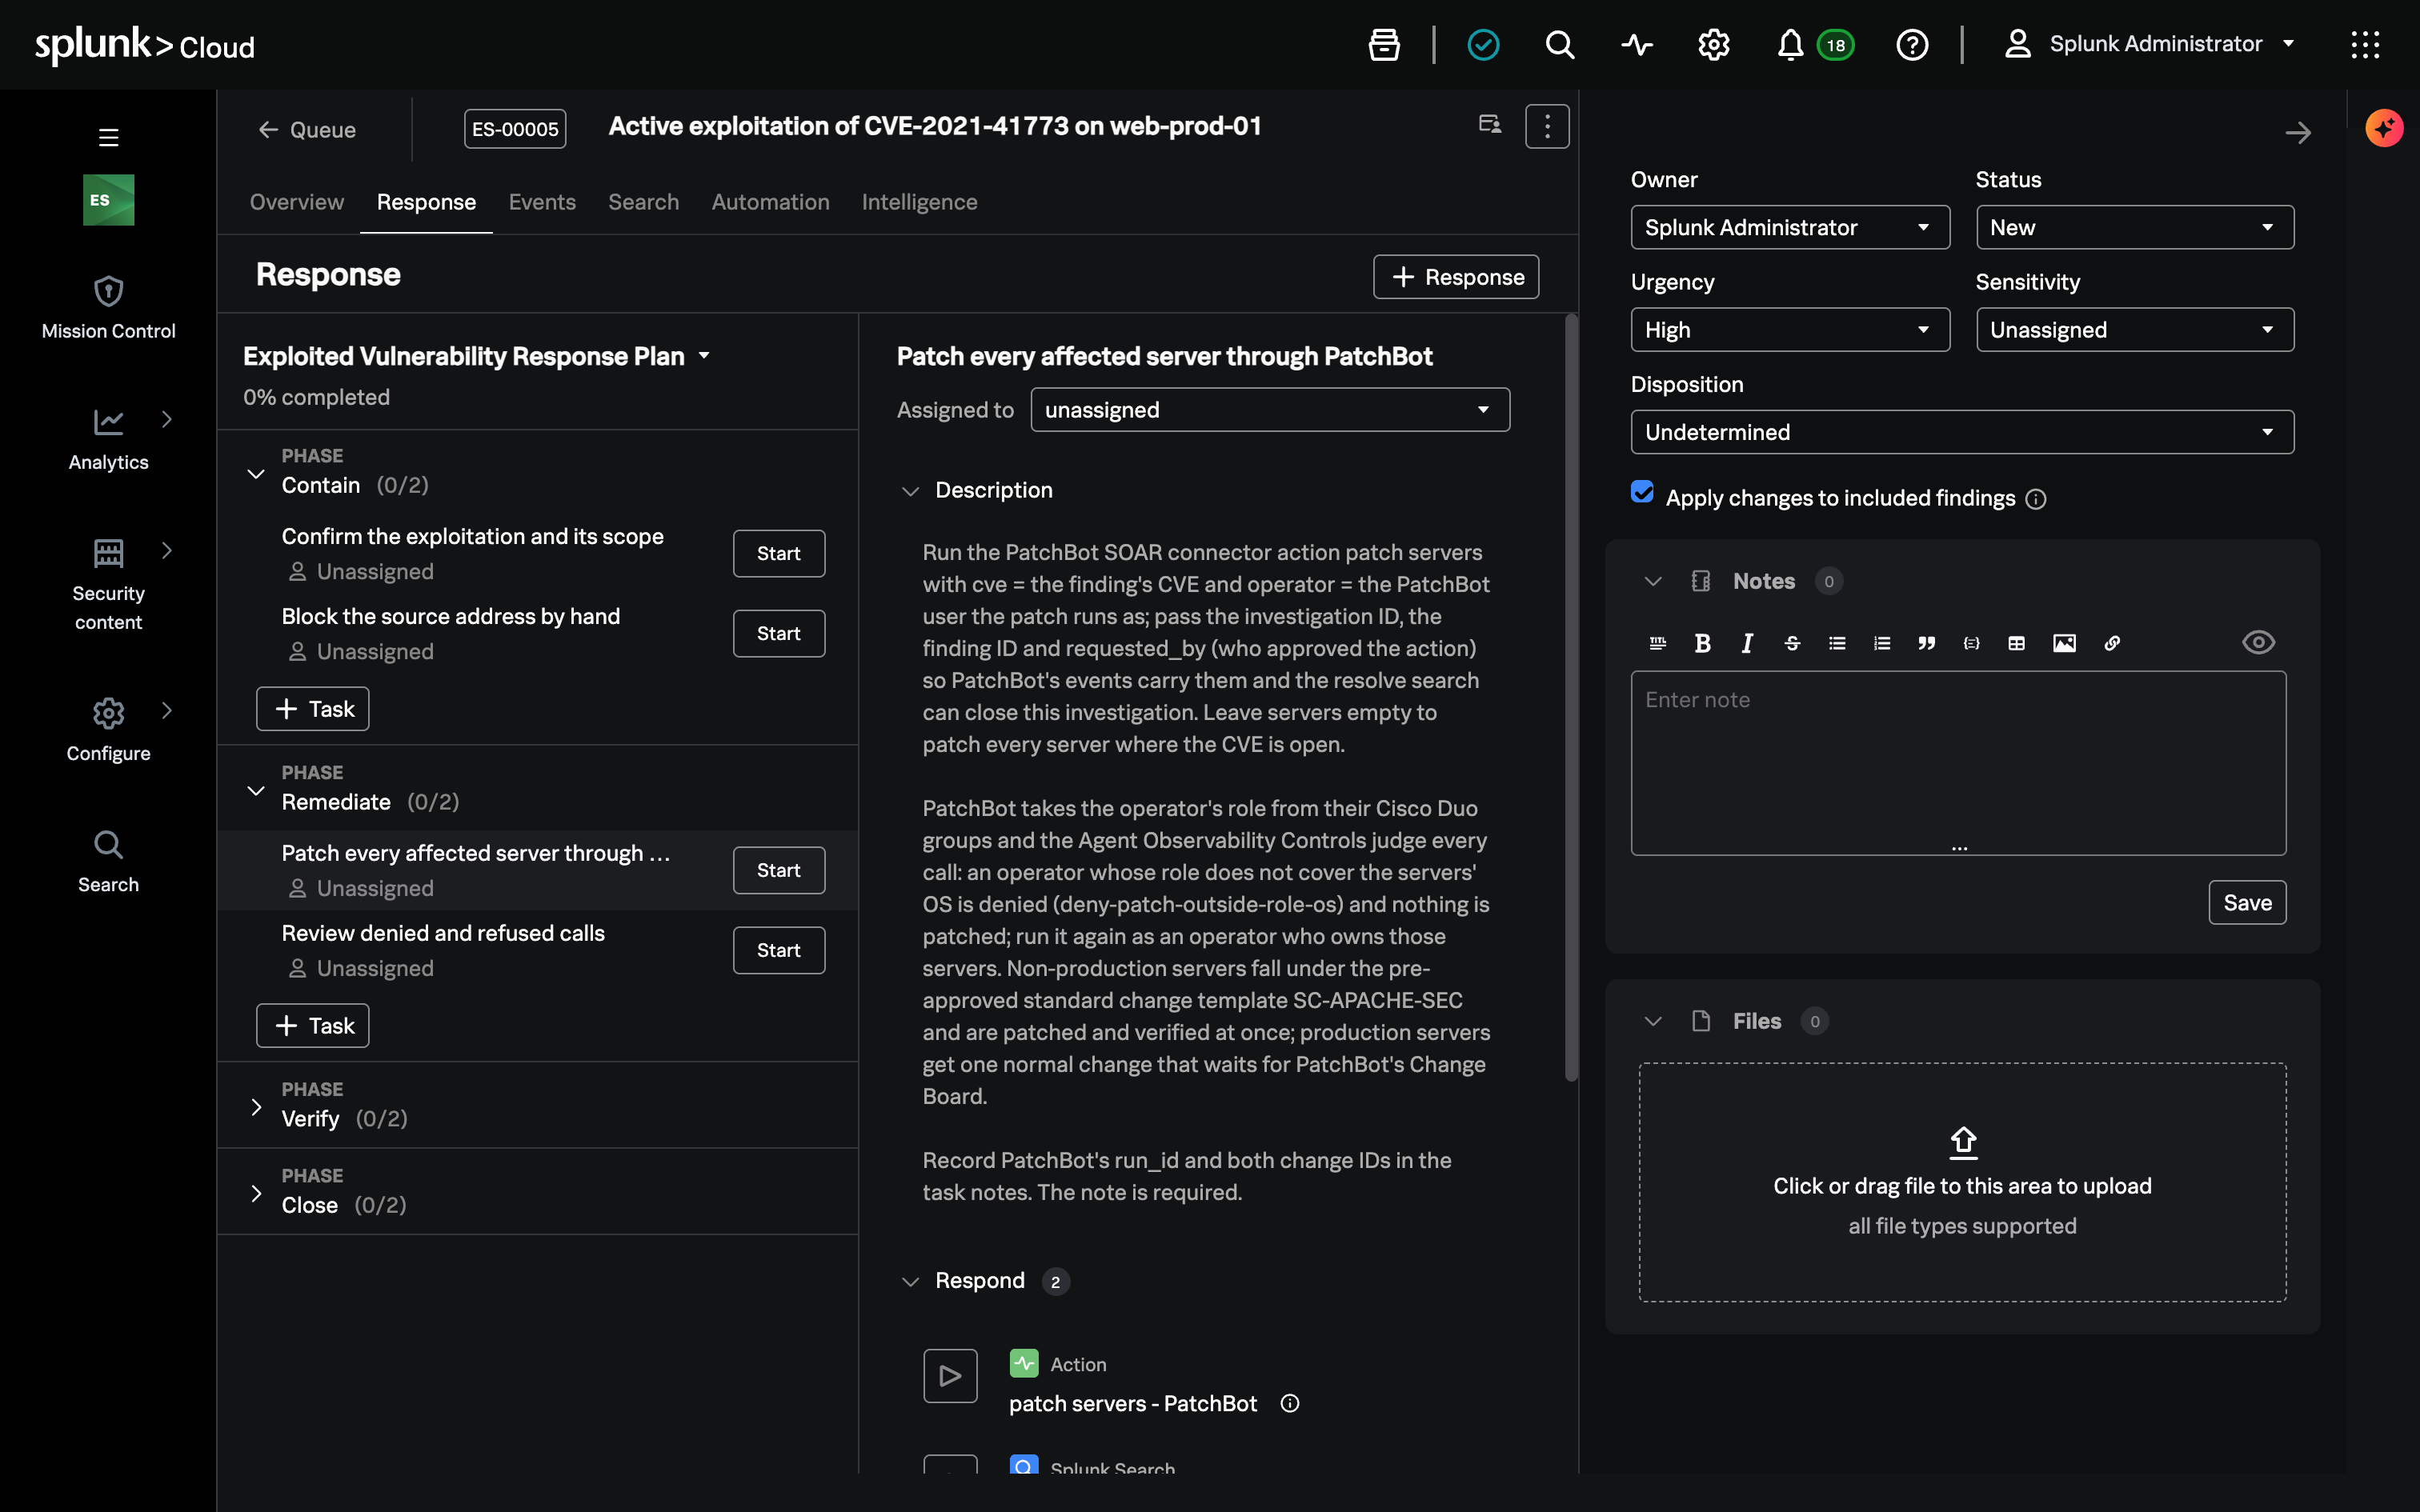 splunk> Cloud
18
Splunk Administrator
ES
Mission Control
Analytics
Security
content
Configure
Search
Queue
ES-00005
Active exploitation of CVE-2021-41773 on web-prod-01
Overview
Response
Events
Search
Automation
Intelligence
Response
+ Response
Exploited Vulnerability Response Plan
0% completed
PHASE
Contain (0/2)
Confirm the exploitation and its scope
Unassigned
Start
Block the source address by hand
Unassigned
Start
+ Task
PHASE
Remediate (0/2)
Patch every affected server through ...
Unassigned
Start
Review denied and refused calls
Unassigned
Start
+ Task
PHASE
Verify (0/2)
PHASE
Close (0/2)
Patch every affected server through PatchBot
Assigned to
unassigned
Description
Run the PatchBot SOAR connector action patch servers
with cve = the finding's CVE and operator = the PatchBot
user the patch runs as; pass the investigation ID, the
finding ID and requested_by (who approved the action)
so PatchBot's events carry them and the resolve search
can close this investigation. Leave servers empty to
patch every server where the CVE is open.
PatchBot takes the operator's role from their Cisco Duo
groups and the Agent Observability Controls judge every
call: an operator whose role does not cover the servers'
OS is denied (deny-patch-outside-role-os) and nothing is
patched; run it again as an operator who owns those
servers. Non-production servers fall under the pre-
approved standard change template SC-APACHE-SEC
and are patched and verified at once; production servers
get one normal change that waits for PatchBot's Change
Board.
Record PatchBot's run_id and both change IDs in the
task notes. The note is required.
Respond 2
Action
patch servers - PatchBot
Splunk Search
Owner
Splunk Administrator
Status
New
Urgency
High
Sensitivity
Unassigned
Disposition
Undetermined
Apply changes to included findings
Notes 0
TITL
B
I
S
Enter note
Save
Files 0
Click or drag file to this area to upload
all file types supported